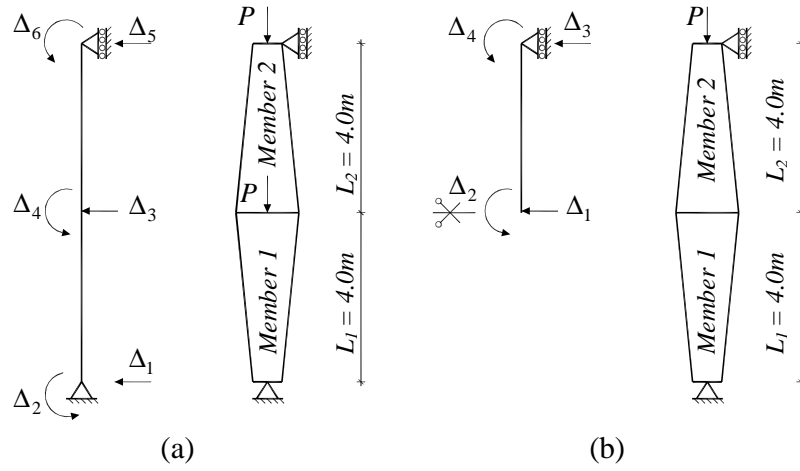 Δ6
Δ5
P
Member 2
L2 = 4.0m
Δ4
Δ3
P
Member 1
L1 = 4.0m
Δ2
Δ1
(a)
Δ4
Δ3
P
Member 2
L2 = 4.0m
Δ2
Δ1
Member 1
L1 = 4.0m
(b)